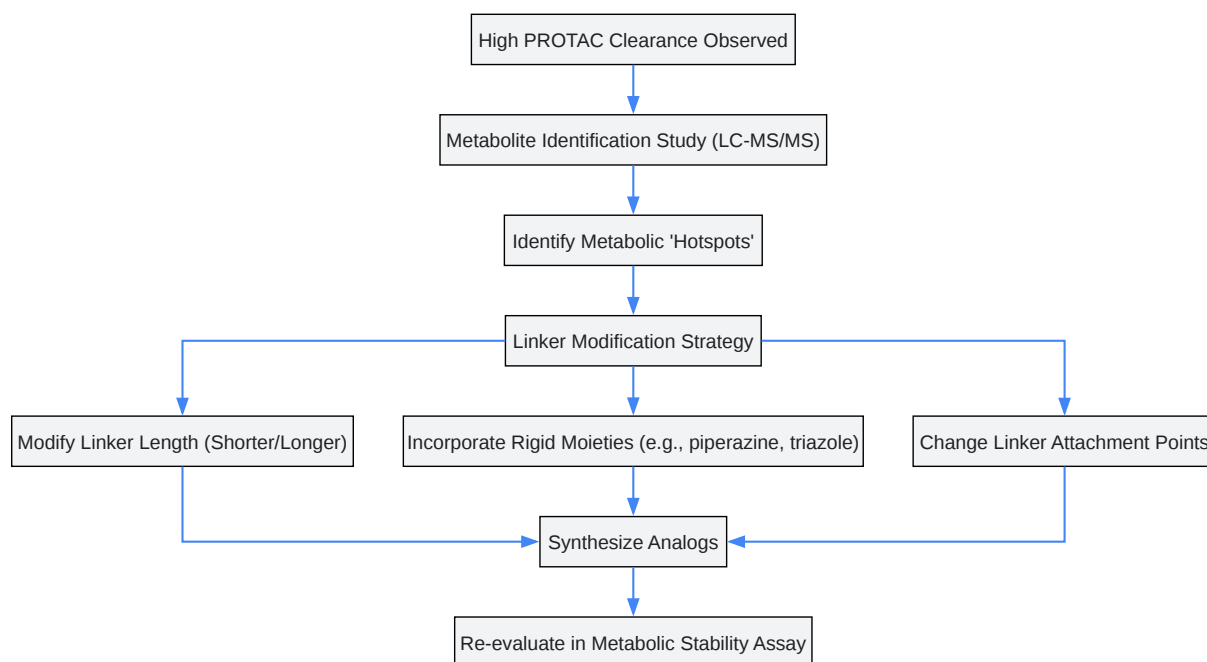 High PROTAC Clearance Observed
Metabolite Identification Study (LC-MS/MS)
Identify Metabolic 'Hotspots'
Linker Modification Strategy
Modify Linker Length (Shorter/Longer)
Incorporate Rigid Moieties (e.g., piperazine, triazole)
Change Linker Attachment Points
Synthesize Analogs
Re-evaluate in Metabolic Stability Assay